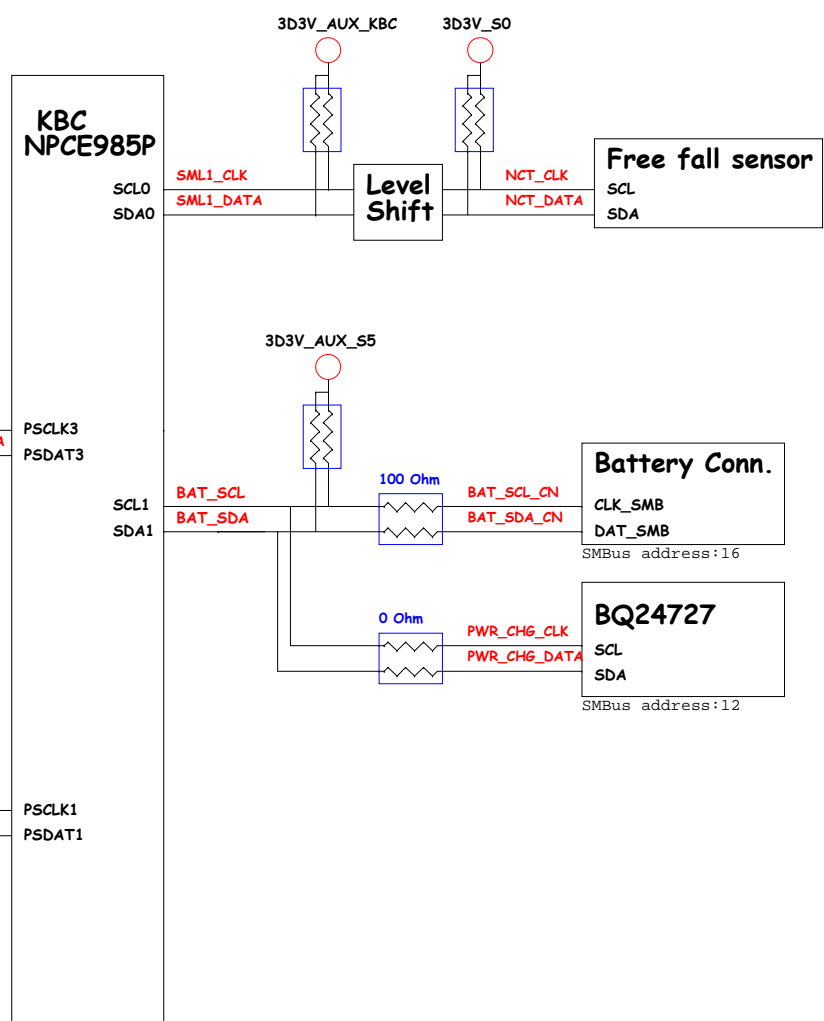 3D3V_AUX_KBC
3D3V_S0
KBC
NPCE985P
SCL0
SDA0
SML1_CLK
SML1_DATA
Level
Shift
NCT_CLK
NCT_DATA
Free fall sensor
SCL
SDA
3D3V_AUX_S5
A
PSCLK3
PSDAT3
SCL1
SDA1
BAT_SCL
BAT_SDA
100 Ohm
BAT_SCL_CN
BAT_SDA_CN
Battery Conn.
CLK_SMB
DAT_SMB
SMBus address:16
0 Ohm
PWR_CHG_CLK
PWR_CHG_DATA
BQ24727
SCL
SDA
SMBus address:12
PSCLK1
PSDAT1